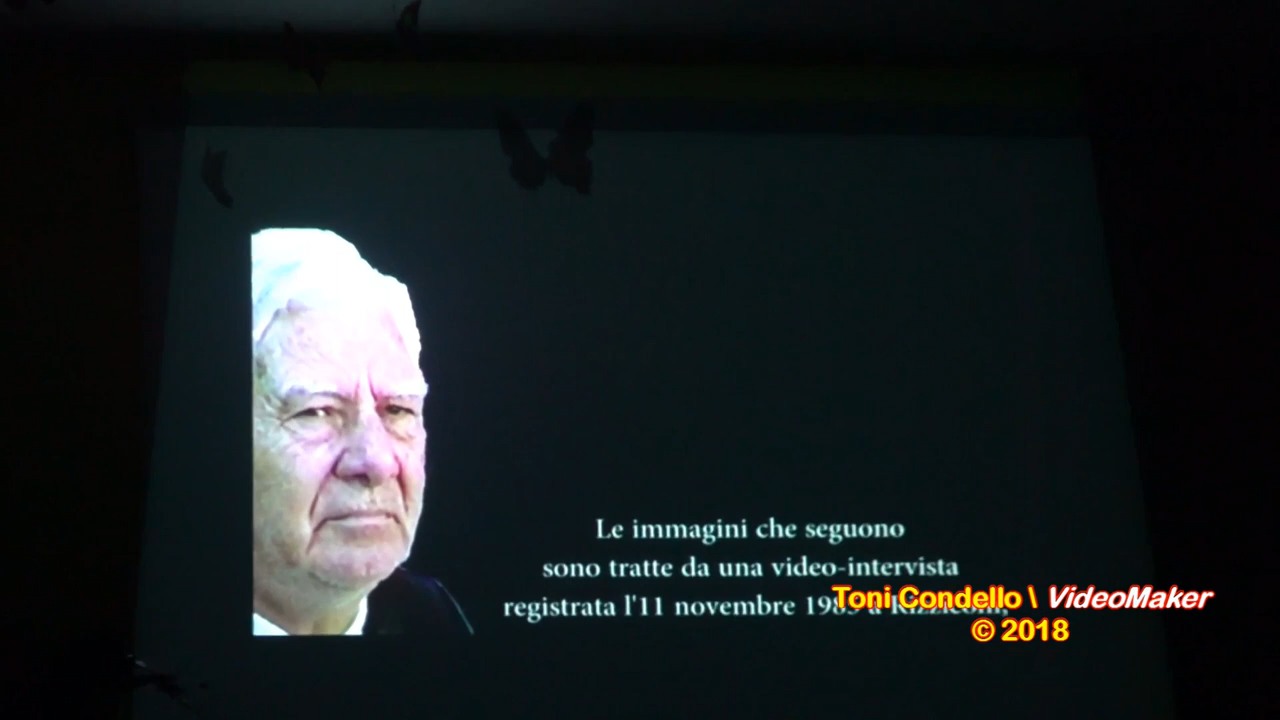 Le immagini che seguono
sono tratte da una video-intervista
registrata l'11 novembre
Toni Condello \ VideoMaker
© 2018